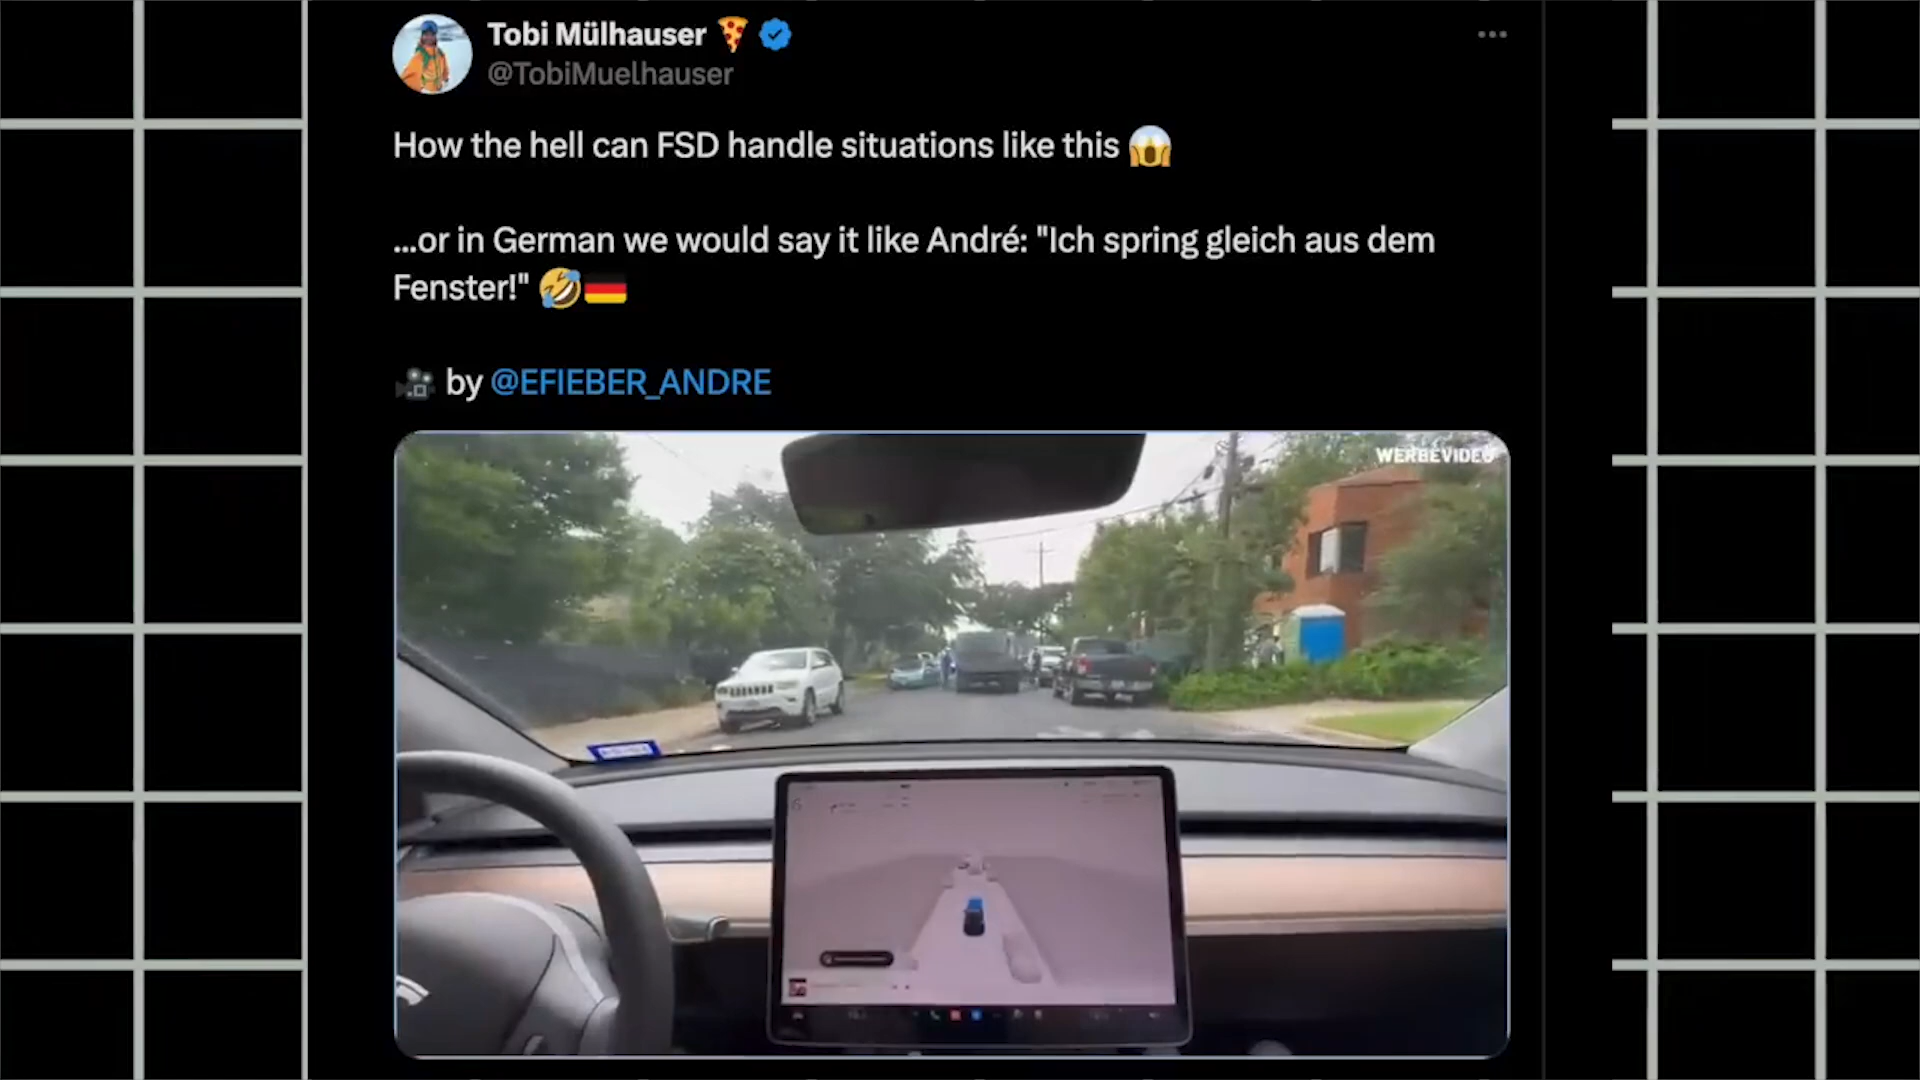 Tobi Mülhauser
@TobiMuelhauser
How the hell can FSD handle situations like this
...or in German we would say it like André: "Ich spring gleich aus dem
Fenster!"
by @EFIEBER_ANDRE
WERBEVIDEO